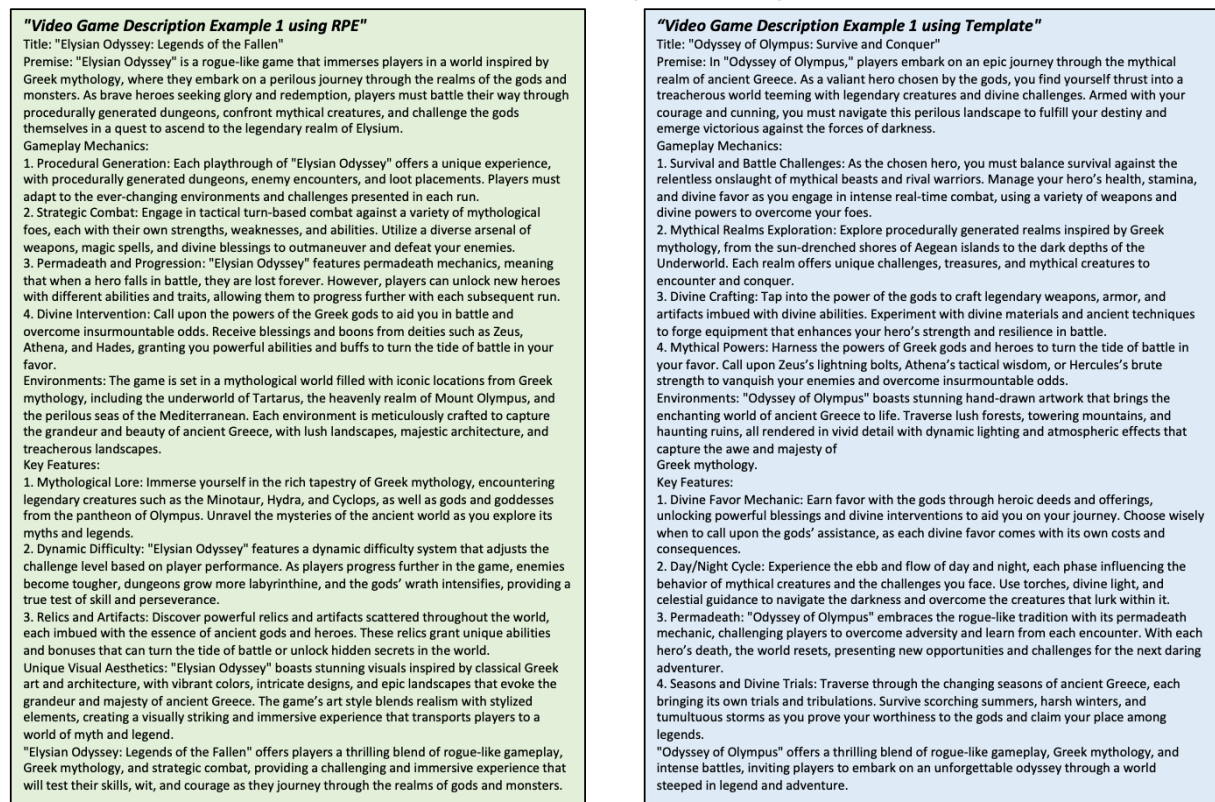 "Video Game Description Example 1 using RPE"
Title: "Elysian Odyssey: Legends of the Fallen"
Premise: "Elysian Odyssey" is a rogue-like game that immerses players in a world inspired by
Greek mythology, where they embark on a perilous journey through the realms of the gods and
monsters. As brave heroes seeking glory and redemption, players must battle their way through
procedurally generated dungeons, confront mythical creatures, and challenge the gods
themselves in a quest to ascend to the legendary realm of Elysium.
Gameplay Mechanics:
1. Procedural Generation: Each playthrough of "Elysian Odyssey" offers a unique experience,
with procedurally generated dungeons, enemy encounters, and loot placements. Players must
adapt to the ever-changing environments and challenges presented in each run.
2. Strategic Combat: Engage in tactical turn-based combat against a variety of mythological
foes, each with their own strengths, weaknesses, and abilities. Utilize a diverse arsenal of
weapons, magic spells, and divine blessings to outmaneuver and defeat your enemies.
3. Permadeath and Progression: "Elysian Odyssey" features permadeath mechanics, meaning
that when a hero falls in battle, they are lost forever. However, players can unlock new heroes
with different abilities and traits, allowing them to progress further with each subsequent run.
4. Divine Intervention: Call upon the powers of the Greek gods to aid you in battle and
overcome insurmountable odds. Receive blessings and boons from deities such as Zeus,
Athena, and Hades, granting you powerful abilities and buffs to turn the tide of battle in your
favor.
Environments: The game is set in a mythological world filled with iconic locations from Greek
mythology, including the underworld of Tartarus, the heavenly realm of Mount Olympus, and
the perilous seas of the Mediterranean. Each environment is meticulously crafted to capture
the grandeur and beauty of ancient Greece, with lush landscapes, majestic architecture, and
treacherous landscapes.
Key Features:
1. Mythological Lore: Immerse yourself in the rich tapestry of Greek mythology, encountering
legendary creatures such as the Minotaur, Hydra, and Cyclops, as well as gods and goddesses
from the pantheon of Olympus. Unravel the mysteries of the ancient world as you explore its
myths and legends.
2. Dynamic Difficulty: "Elysian Odyssey" features a dynamic difficulty system that adjusts the
challenge level based on player performance. As players progress further in the game, enemies
become tougher, dungeons grow more labyrinthine, and the gods' wrath intensifies, providing a
true test of skill and perseverance.
3. Relics and Artifacts: Discover powerful relics and artifacts scattered throughout the world,
each imbued with the essence of ancient gods and heroes. These relics grant unique abilities
and bonuses that can turn the tide of battle or unlock hidden secrets in the world.
Unique Visual Aesthetics: "Elysian Odyssey" boasts stunning visuals inspired by classical Greek
art and architecture, with vibrant colors, intricate designs, and epic landscapes that evoke the
grandeur and majesty of ancient Greece. The game's art style blends realism with stylized
elements, creating a visually striking and immersive experience that transports players to a
world of myth and legend.
"Elysian Odyssey: Legends of the Fallen" offers players a thrilling blend of rogue-like gameplay,
Greek mythology, and strategic combat, providing a challenging and immersive experience that
will test their skills, wit, and courage as they journey through the realms of gods and monsters.
“Video Game Description Example 1 using Template"
Title: "Odyssey of Olympus: Survive and Conquer"
Premise: In "Odyssey of Olympus," players embark on an epic journey through the mythical
realm of ancient Greece. As a valiant hero chosen by the gods, you find yourself thrust into a
treacherous world teeming with legendary creatures and divine challenges. Armed with your
courage and cunning, you must navigate this perilous landscape to fulfill your destiny and
emerge victorious against the forces of darkness.
Gameplay Mechanics:
1. Survival and Battle Challenges: As the chosen hero, you must balance survival against the
relentless onslaught of mythical beasts and rival warriors. Manage your hero’s health, stamina,
and divine favor as you engage in intense real-time combat, using a variety of weapons and
divine powers to overcome your foes.
2. Mythical Realms Exploration: Explore procedurally generated realms inspired by Greek
mythology, from the sun-drenched shores of Aegean islands to the dark depths of the
Underworld. Each realm offers unique challenges, treasures, and mythical creatures to
encounter and conquer.
3. Divine Crafting: Tap into the power of the gods to craft legendary weapons, armor, and
artifacts imbued with divine abilities. Experiment with divine materials and ancient techniques
to forge equipment that enhances your hero’s strength and resilience in battle.
4. Mythical Powers: Harness the powers of Greek gods and heroes to turn the tide of battle in
your favor. Call upon Zeus’s lightning bolts, Athena’s tactical wisdom, or Hercules’s brute
strength to vanquish your enemies and overcome insurmountable odds.
Environments: "Odyssey of Olympus" boasts stunning hand-drawn artwork that brings the
enchanting world of ancient Greece to life. Traverse lush forests, towering mountains, and
haunting ruins, all rendered in vivid detail with dynamic lighting and atmospheric effects that
capture the awe and majesty of
Greek mythology.
Key Features:
1. Divine Favor Mechanic: Earn favor with the gods through heroic deeds and offerings,
unlocking powerful blessings and divine interventions to aid you on your journey. Choose wisely
when to call upon the gods’ assistance, as each divine favor comes with its own costs and
consequences.
2. Day/Night Cycle: Experience the ebb and flow of day and night, each phase influencing the
behavior of mythical creatures and the challenges you face. Use torches, divine light, and
celestial guidance to navigate the darkness and overcome the creatures that lurk within it.
3. Permadeath: "Odyssey of Olympus" embraces the rogue-like tradition with its permadeath
mechanic, challenging players to overcome adversity and learn from each encounter. With each
hero’s death, the world resets, presenting new opportunities and challenges for the next daring
adventurer.
4. Seasons and Divine Trials: Traverse through the changing seasons of ancient Greece, each
bringing its own trials and tribulations. Survive scorching summers, harsh winters, and
tumultuous storms as you prove your worthiness to the gods and claim your place among
legends.
"Odyssey of Olympus" offers a thrilling blend of rogue-like gameplay, Greek mythology, and
intense battles, inviting players to embark on an unforgettable odyssey through a world
steeped in legend and adventure.